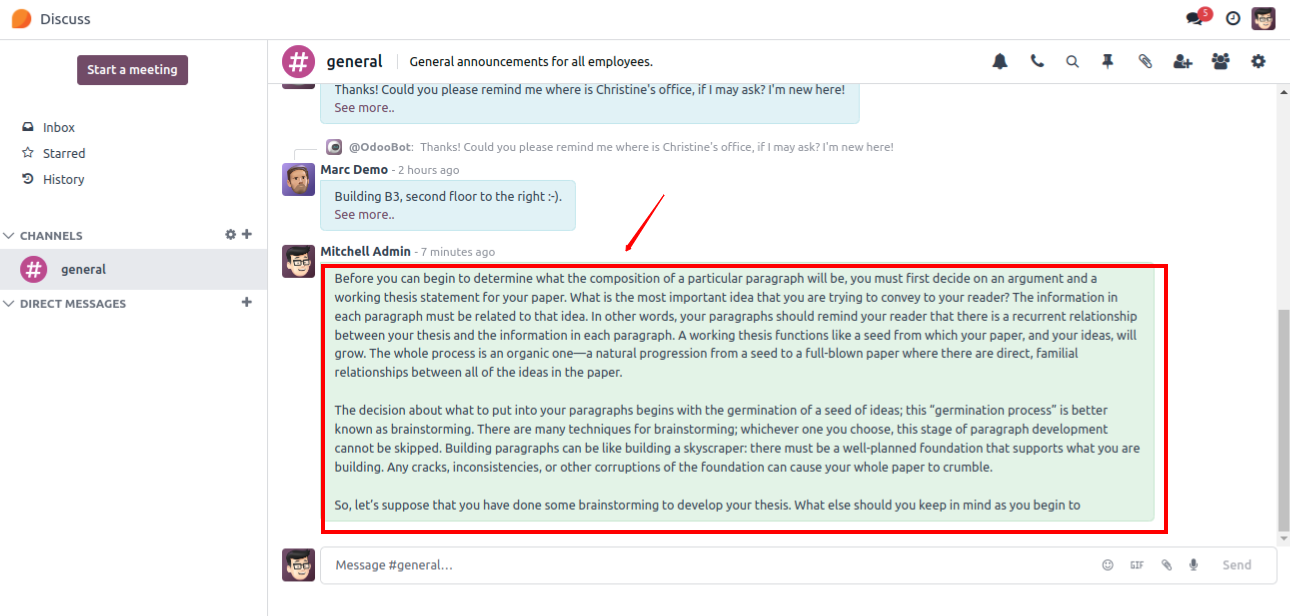 Discuss
5
Start a meeting
general
General announcements for all employees.
Thanks! Could you please remind me where is Christine's office, if I may ask? I'm new here!
See more..
Inbox
Starred
History
@OdooBot: Thanks! Could you please remind me where is Christine's office, if I may ask? I'm new here!
Marc Demo - 2 hours ago
Building B3, second floor to the right :-).
See more..
CHANNELS
general
DIRECT MESSAGES
Mitchell Admin - 7 minutes ago
Before you can begin to determine what the composition of a particular paragraph will be, you must first decide on an argument and a
working thesis statement for your paper. What is the most important idea that you are trying to convey to your reader? The information in
each paragraph must be related to that idea. In other words, your paragraphs should remind your reader that there is a recurrent relationship
between your thesis and the information in each paragraph. A working thesis functions like a seed from which your paper, and your ideas, will
grow. The whole process is an organic one—a natural progression from a seed to a full-blown paper where there are direct, familial
relationships between all of the ideas in the paper.
The decision about what to put into your paragraphs begins with the germination of a seed of ideas; this “germination process” is better
known as brainstorming. There are many techniques for brainstorming; whichever one you choose, this stage of paragraph development
cannot be skipped. Building paragraphs can be like building a skyscraper: there must be a well-planned foundation that supports what you are
building. Any cracks, inconsistencies, or other corruptions of the foundation can cause your whole paper to crumble.
So, let’s suppose that you have done some brainstorming to develop your thesis. What else should you keep in mind as you begin to
Message #general...
GIF
Send